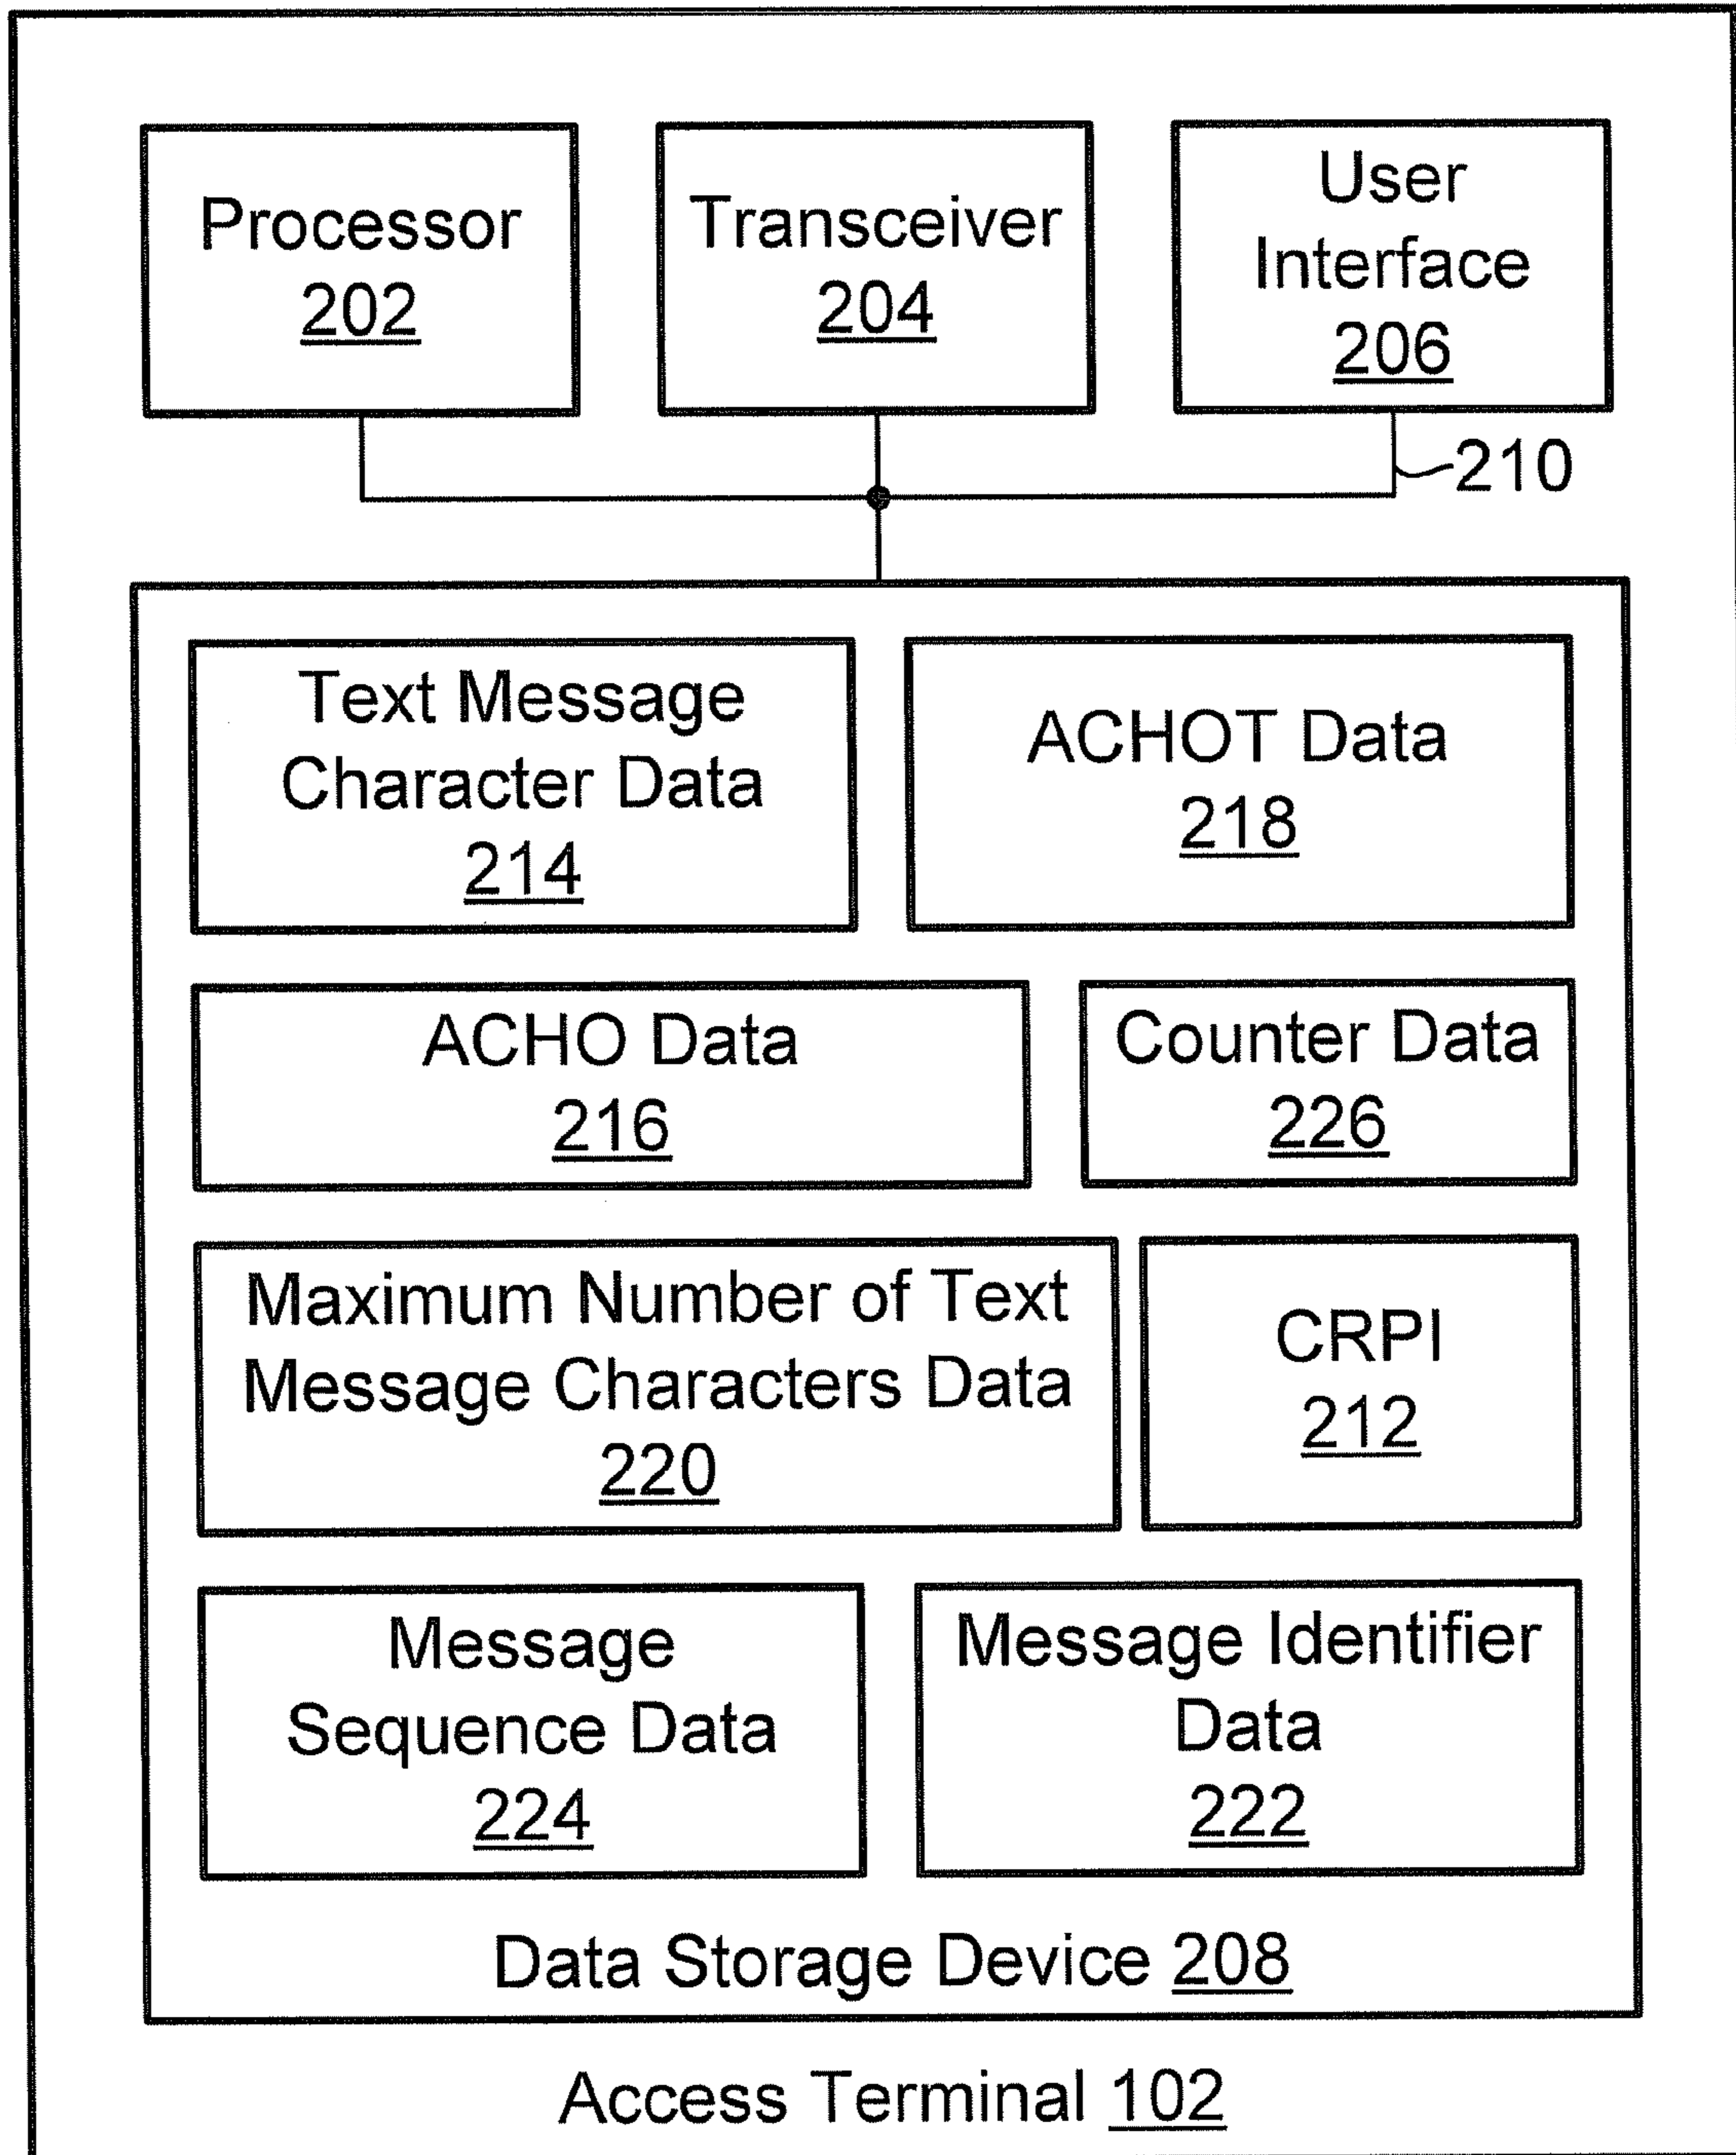 Processor
202
Transceiver
204
User
Interface
206
210
Text Message
Character Data
214
ACHOT Data
218
ACHO Data
216
Counter Data
226
Maximum Number of Text
Message Characters Data
220
CRPI
212
Message
Sequence Data
224
Message Identifier
Data
222
Data Storage Device 208
Access Terminal 102